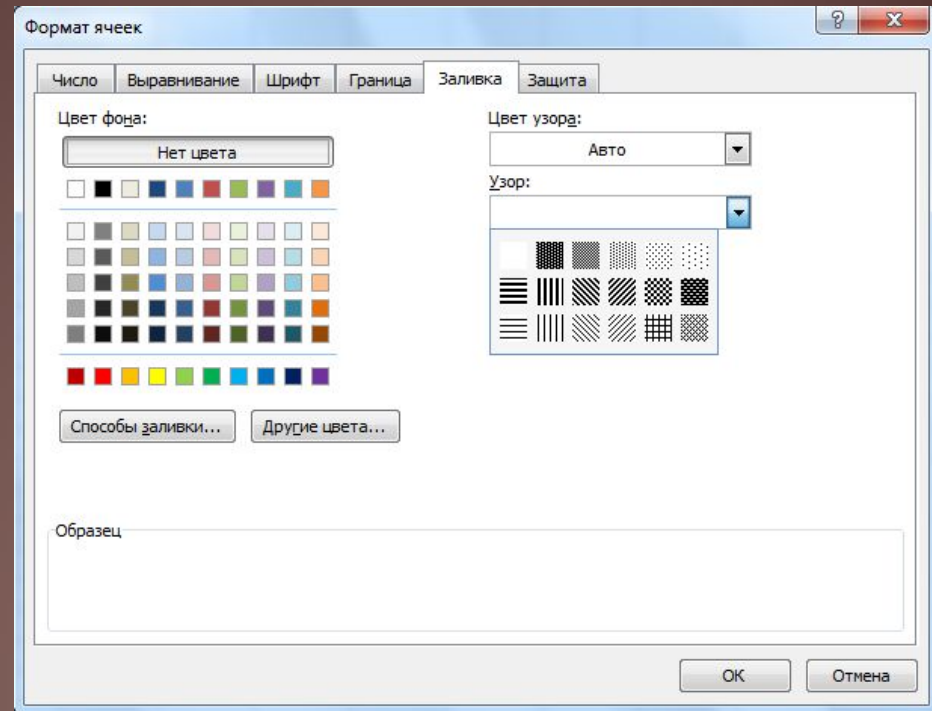 Формат ячеек
?
Число Выравнивание Шрифт Граница Заливка Защита
Цвет фона:
Нет цвета
Способы заливки... Другие цвета...
Цвет узора:
Авто
Узор:
Образец
ОК Отмена